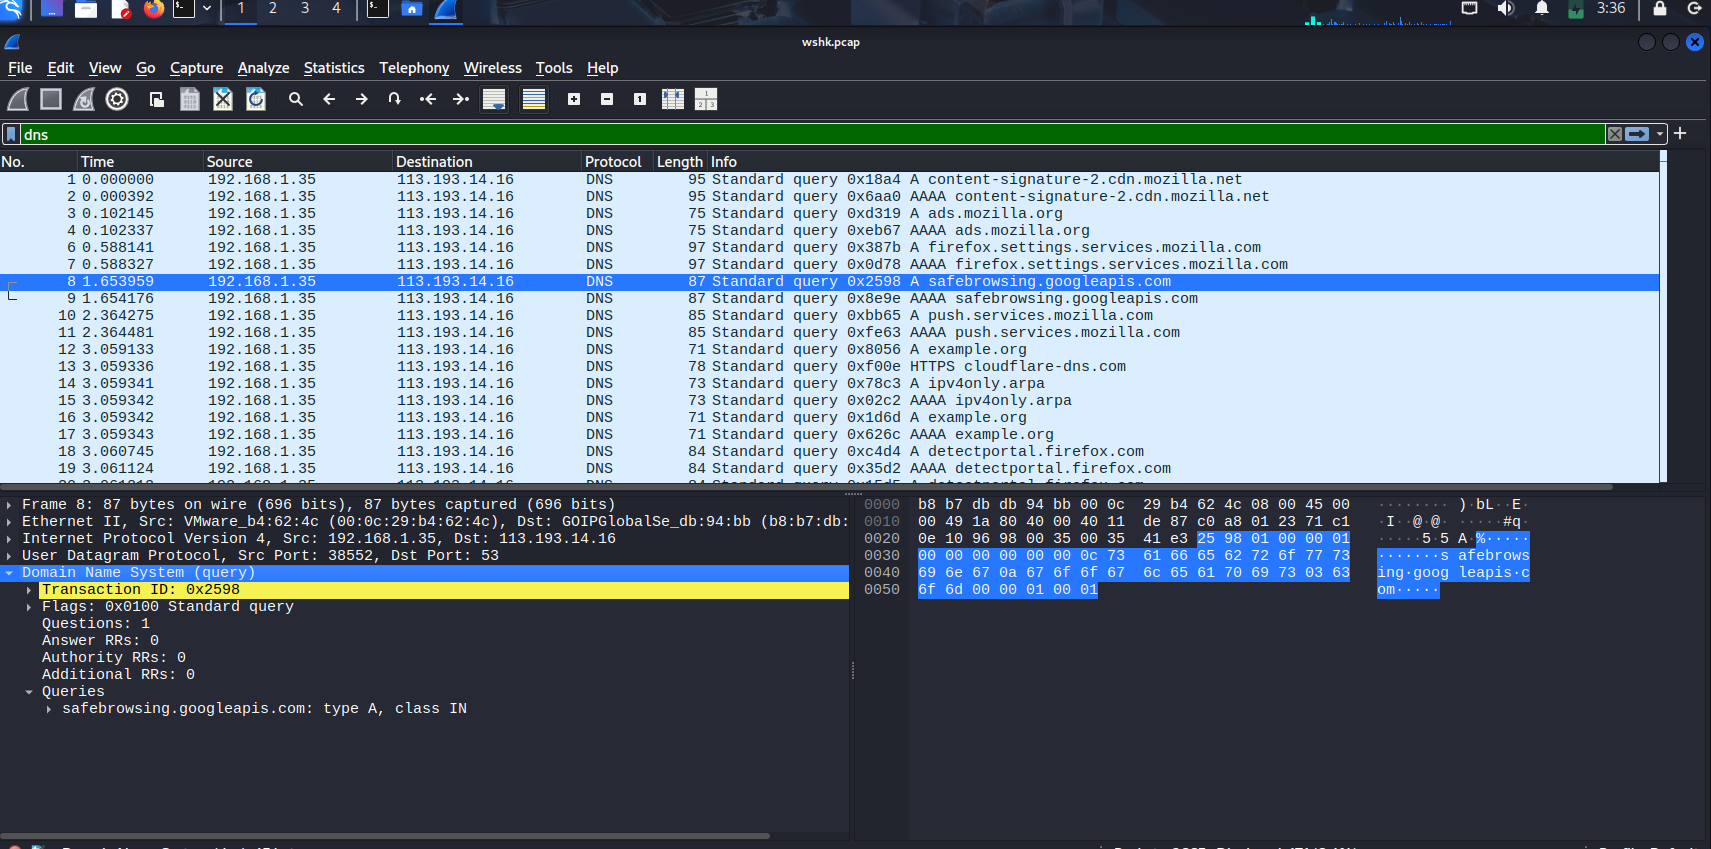 1 2 3 4 3:36
wshk.pcap
File Edit View Go Capture Analyze Statistics Telephony Wireless Tools Help
dns
No. Time Source Destination Protocol Length Info
1 0.000000 192.168.1.35 113.193.14.16 DNS 95 Standard query 0x18a4 A content-signature-2.cdn.mozilla.net
2 0.000392 192.168.1.35 113.193.14.16 DNS 95 Standard query 0x6aa0 AAAA content-signature-2.cdn.mozilla.net
3 0.102145 192.168.1.35 113.193.14.16 DNS 75 Standard query 0xd319 A ads.mozilla.org
4 0.102337 192.168.1.35 113.193.14.16 DNS 75 Standard query 0xeb67 AAAA ads.mozilla.org
6 0.588141 192.168.1.35 113.193.14.16 DNS 97 Standard query 0x387b A firefox.settings.services.mozilla.com
7 0.588327 192.168.1.35 113.193.14.16 DNS 97 Standard query 0x0d78 AAAA firefox.settings.services.mozilla.com
8 1.653959 192.168.1.35 113.193.14.16 DNS 87 Standard query 0x2598 A safebrowsing.googleapis.com
9 1.654176 192.168.1.35 113.193.14.16 DNS 87 Standard query 0x8e9e AAAA safebrowsing.googleapis.com
10 2.364275 192.168.1.35 113.193.14.16 DNS 85 Standard query 0xbb65 A push.services.mozilla.com
11 2.364481 192.168.1.35 113.193.14.16 DNS 85 Standard query 0xfe63 AAAA push.services.mozilla.com
12 3.059133 192.168.1.35 113.193.14.16 DNS 71 Standard query 0x8056 A example.org
13 3.059336 192.168.1.35 113.193.14.16 DNS 78 Standard query 0xf00e HTTPS cloudflare-dns.com
14 3.059341 192.168.1.35 113.193.14.16 DNS 73 Standard query 0x78c3 A ipv4only.arpa
15 3.059342 192.168.1.35 113.193.14.16 DNS 73 Standard query 0x02c2 AAAA ipv4only.arpa
16 3.059342 192.168.1.35 113.193.14.16 DNS 71 Standard query 0x1d6d A example.org
17 3.059343 192.168.1.35 113.193.14.16 DNS 71 Standard query 0x626c AAAA example.org
18 3.060745 192.168.1.35 113.193.14.16 DNS 84 Standard query 0xc4d4 A detectportal.firefox.com
19 3.061124 192.168.1.35 113.193.14.16 DNS 84 Standard query 0x35d2 AAAA detectportal.firefox.com
Frame 8: 87 bytes on wire (696 bits), 87 bytes captured (696 bits)
Ethernet II, Src: VMware_b4:62:4c (00:0c:29:b4:62:4c), Dst: GOIPGlobalSe_db:94:bb (b8:b7:db:
Internet Protocol Version 4, Src: 192.168.1.35, Dst: 113.193.14.16
User Datagram Protocol, Src Port: 38552, Dst Port: 53
Domain Name System (query)
Transaction ID: 0x2598
Flags: 0x0100 Standard query
Questions: 1
Answer RRs: 0
Authority RRs: 0
Additional RRs: 0
Queries
safebrowsing.googleapis.com: type A, class IN
0000 b8 b7 db db 94 bb 00 0c 29 b4 62 4c 08 00 45 00 ········ )·bL··E·
0010 00 49 1a 80 40 00 40 11 de 87 c0 a8 01 23 71 c1 ·I··@·@· ·····#q·
0020 0e 10 96 98 00 35 00 35 41 e3 25 98 01 00 00 01 ·····5·5 A·%·····
0030 00 00 00 00 00 00 0c 73 61 66 65 62 72 6f 77 73 ·······s afebrows
0040 69 6e 67 0a 67 6f 6f 67 6c 65 61 70 69 73 03 63 ing·goog leapis·c
0050 6f 6d 00 00 01 00 01 om·····